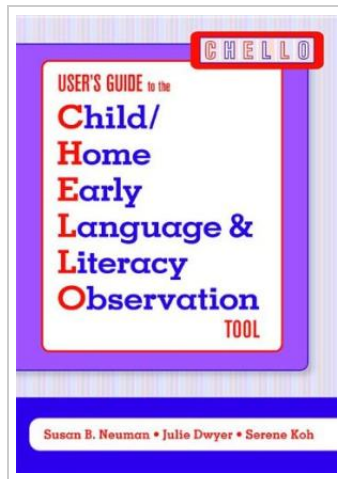 CHELLO
USER'S GUIDE to the
Child/
Home
Early
Language &
Literacy
Observation
TOOL
Susan B. Neuman • Julie Dwyer • Serene Koh